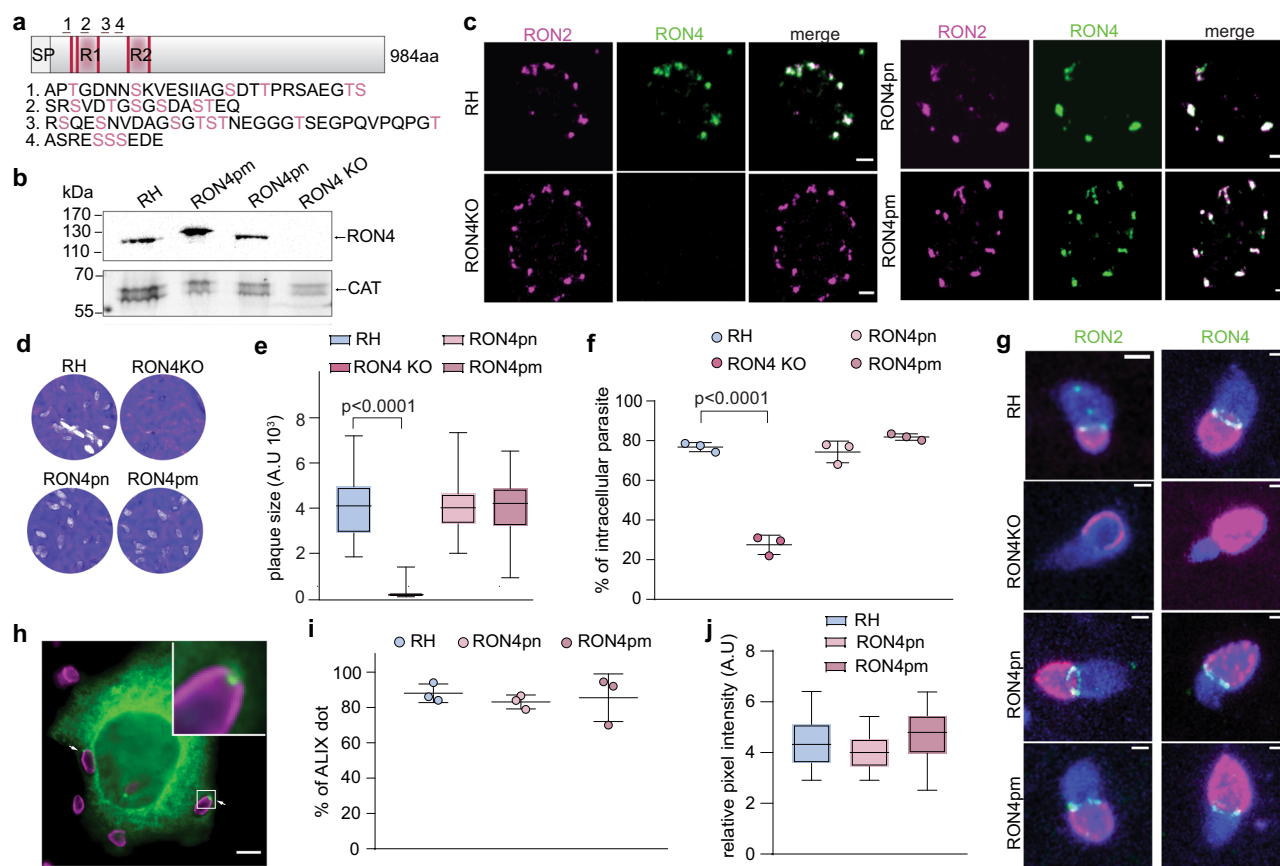 a
1 2 3 4
SP R1 R2 984aa
1. APTGDNNSKVESIIAGSDTTPRSAEGTS
2. SRSVDTGSGSDASTEQ
3. RSQESNVDAGSGTSTNEGGGTSEGPQVPQPGT
4. ASRESSSEDE
b
kDa RH RON4pm RON4pn RON4 KO
170
130
110
←RON4
70
55
←CAT
c
RON2 RON4 merge
RH
RON4KO
RON2 RON4 merge
RON4pn
RON4pm
d
RH RON4KO
RON4pn RON4pm
e
RH RON4pn
RON4 KO RON4pm
plaque size (A.U 10³)
8
6
4
2
0
p<0.0001
f
RH RON4pn
RON4 KO RON4pm
% of intracellular parasite
100
80
60
40
20
0
p<0.0001
g
RON2 RON4
RH
RON4KO
RON4pn
RON4pm
h
i
RH RON4pn RON4pm
% of ALIX dot
100
80
60
40
20
0
j
RH
RON4pn
RON4pm
relative pixel intensity (A.U)
8
6
4
2
0